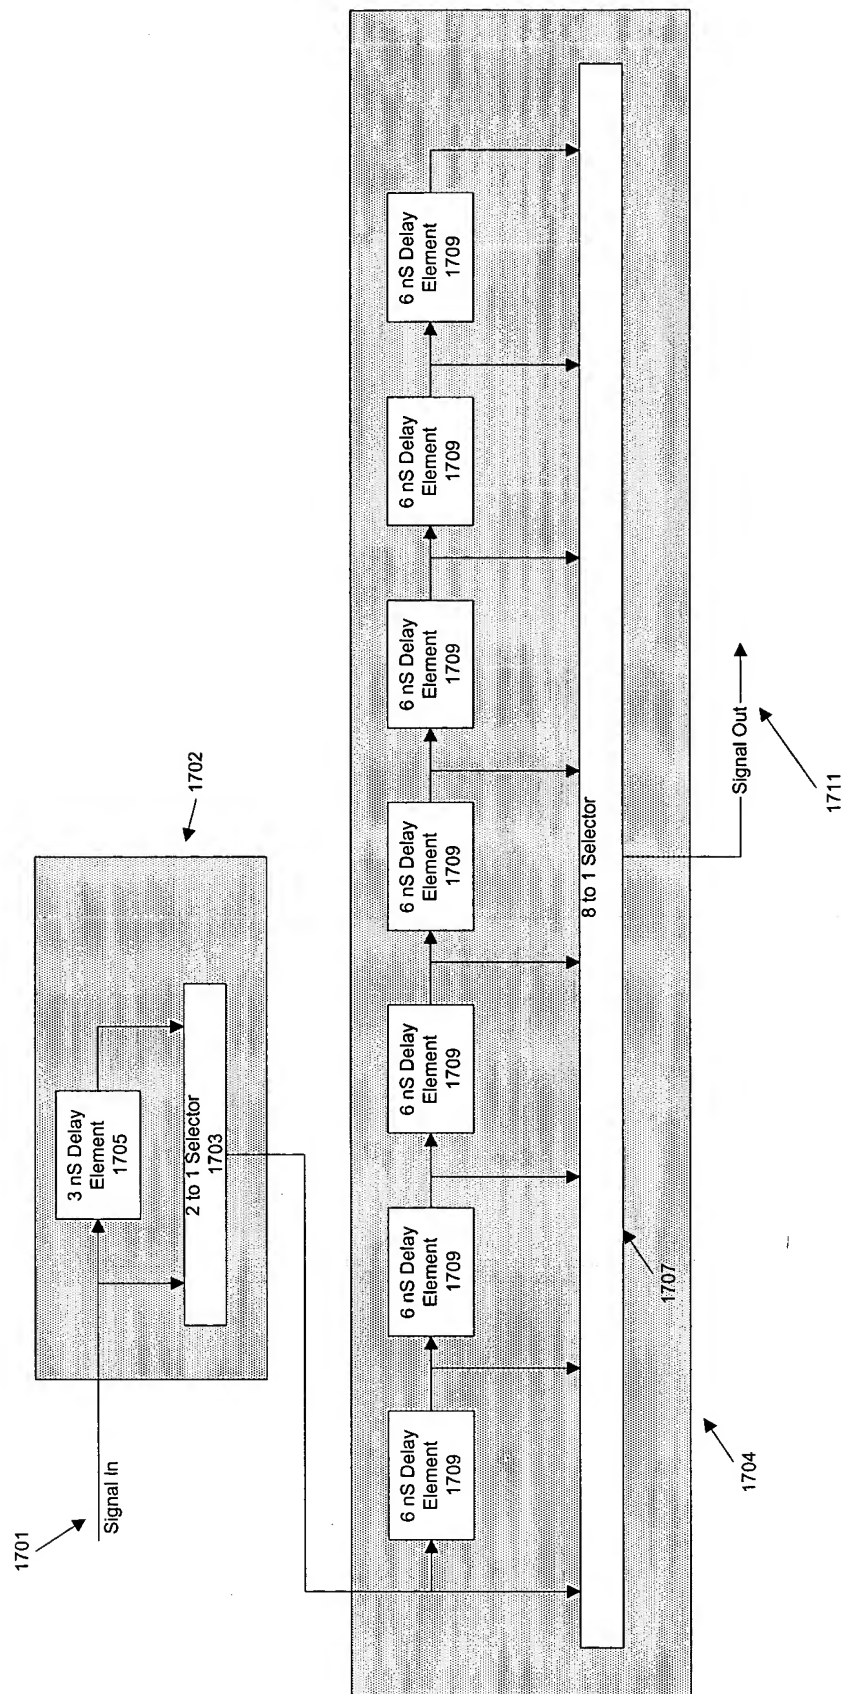 1701
Signal In
3 nS Delay
Element
1705
2 to 1 Selector
1703
1702
6 nS Delay
Element
1709
6 nS Delay
Element
1709
6 nS Delay
Element
1709
6 nS Delay
Element
1709
6 nS Delay
Element
1709
6 nS Delay
Element
1709
6 nS Delay
Element
1709
8 to 1 Selector
1707
1704
Signal Out
1711